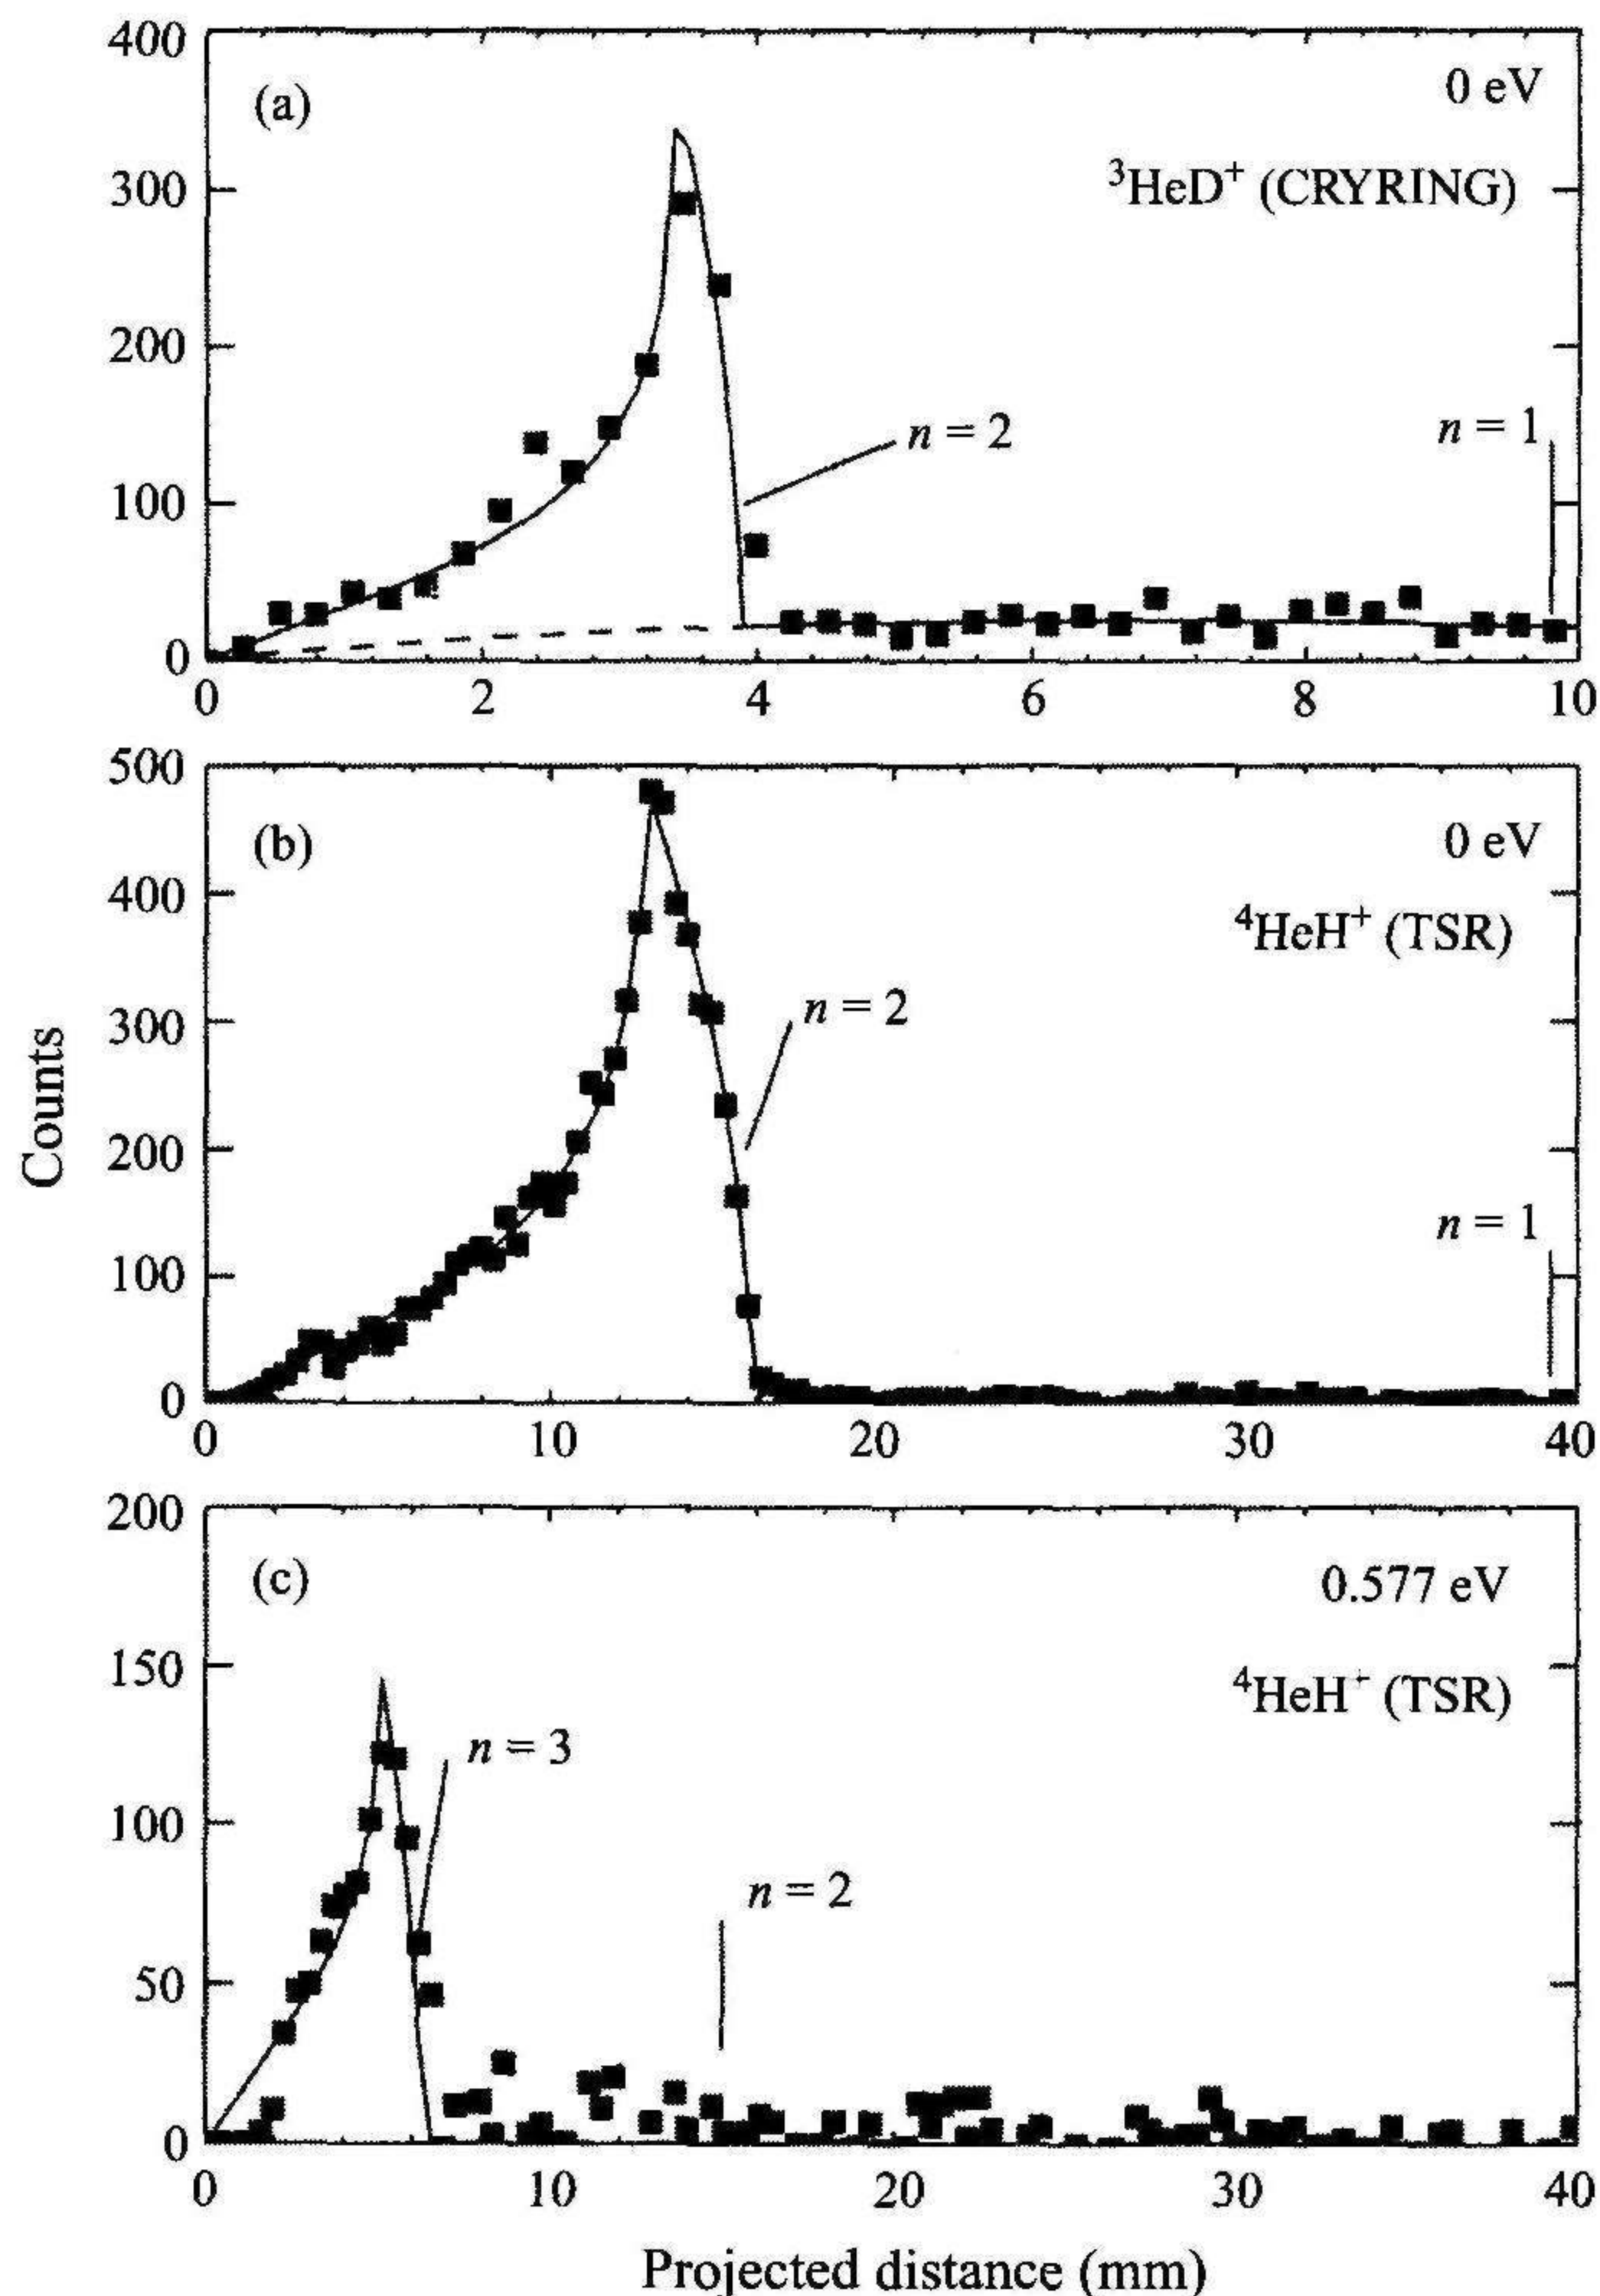 400
(a)
0 eV
300
³HeD⁺ (CRYRING)
200
n = 2
n = 1
100
0
0 2 4 6 8 10
500
(b)
0 eV
400
⁴HeH⁺ (TSR)
300
n = 2
200
n = 1
100
0
0 10 20 30 40
Counts
200
(c)
0.577 eV
150
⁴HeH⁺ (TSR)
n = 3
100
n = 2
50
0
0 10 20 30 40
Projected distance (mm)